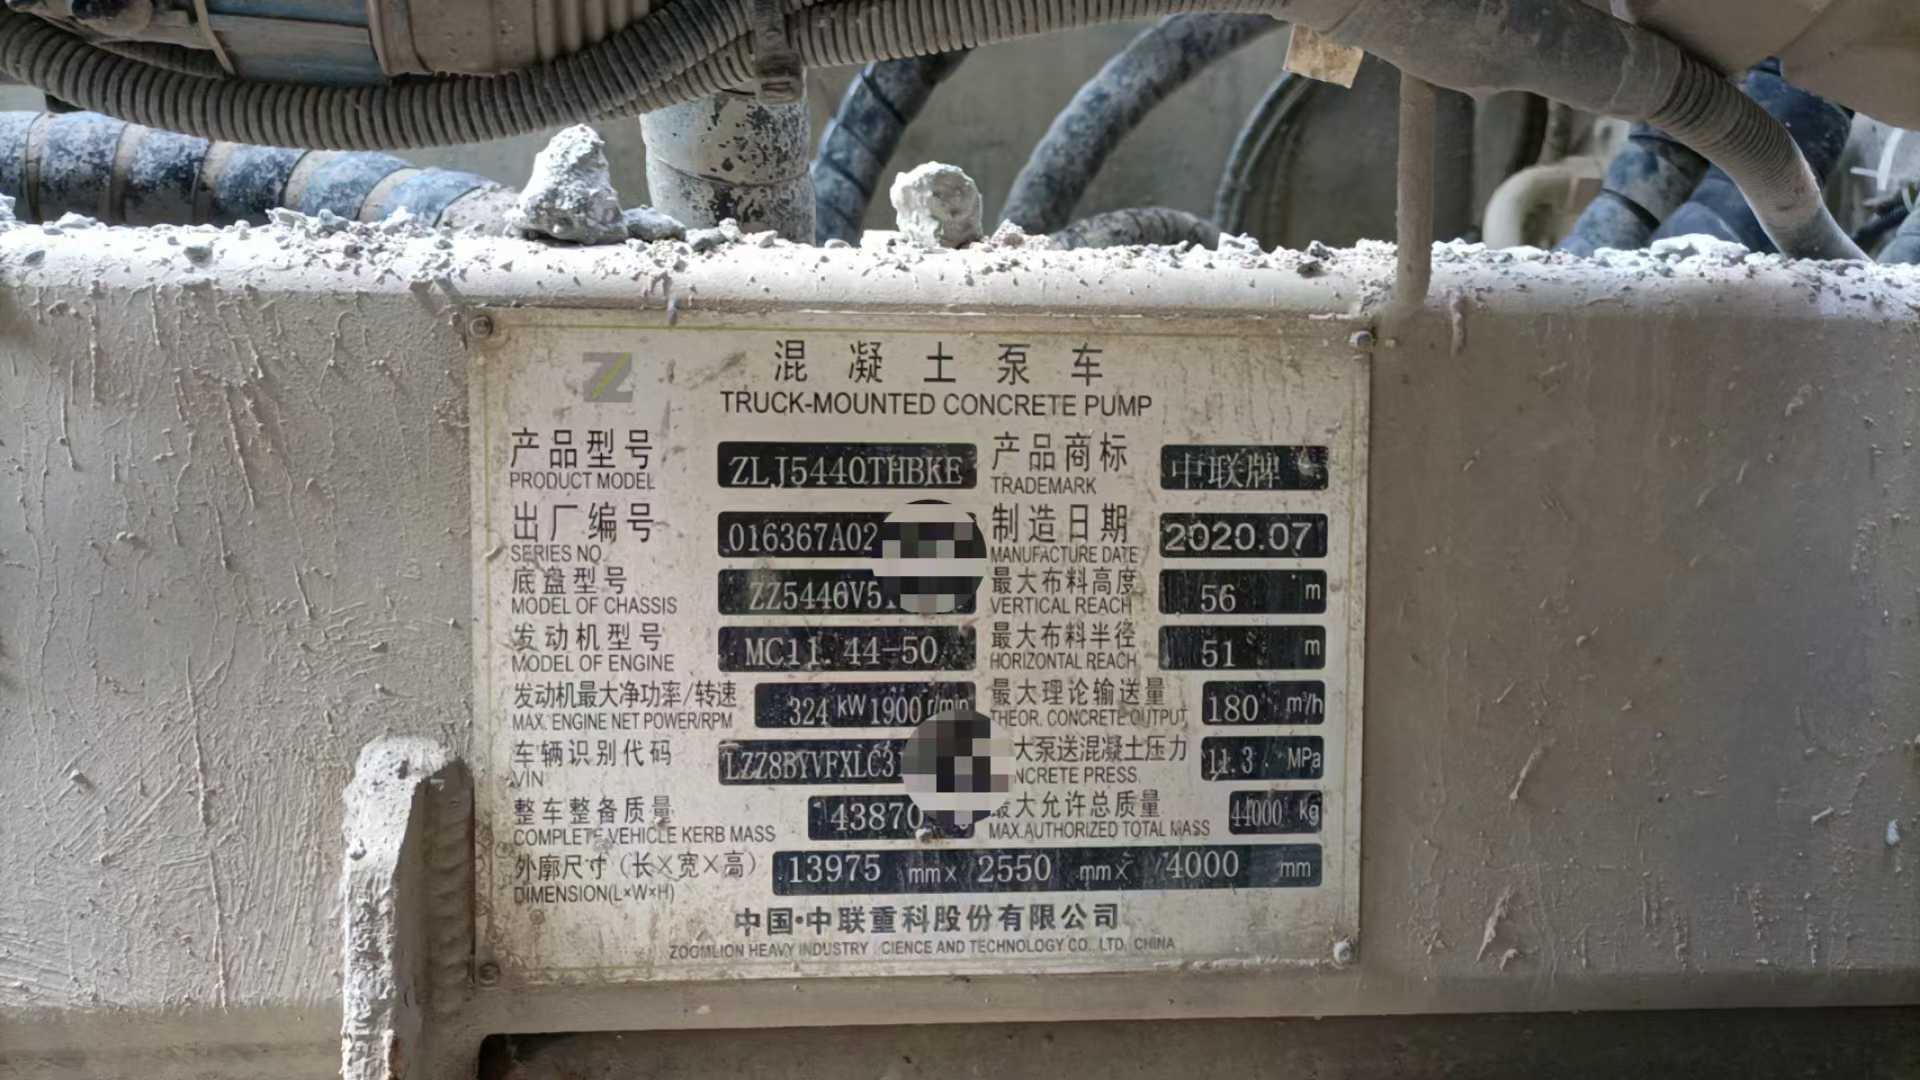 混凝土泵车
TRUCK-MOUNTED CONCRETE PUMP
产品型号 ZLJ5440THBKE 产品商标 中联牌
PRODUCT MODEL TRADEMARK
出厂编号 016367A02 制造日期 2020.07
SERIES NO. MANUFACTURE DATE
底盘型号 ZZ5446V51 最大布料高度 56 m
MODEL OF CHASSIS VERTICAL REACH
发动机型号 MC11.44-50 最大布料半径 51 m
MODEL OF ENGINE HORIZONTAL REACH
发动机最大净功率/转速 324 kW 1900 r/min 最大理论输送量 180 m³/h
MAX. ENGINE NET POWER/RPM THEOR. CONCRETE OUTPUT
车辆识别代码 LZZ8BYVFXLC31 大泵送混凝土压力 11.3 MPa
VIN NCRETE PRESS.
整车整备质量 43870 最大允许总质量 44000 kg
COMPLETE VEHICLE KERB MASS MAX.AUTHORIZED TOTAL MASS
外廓尺寸(长×宽×高) 13975 mm× 2550 mm× 4000 mm
DIMENSION(L×W×H)
中国·中联重科股份有限公司
ZOOMLION HEAVY INDUSTRY CIENCE AND TECHNOLOGY CO., LTD. CHINA